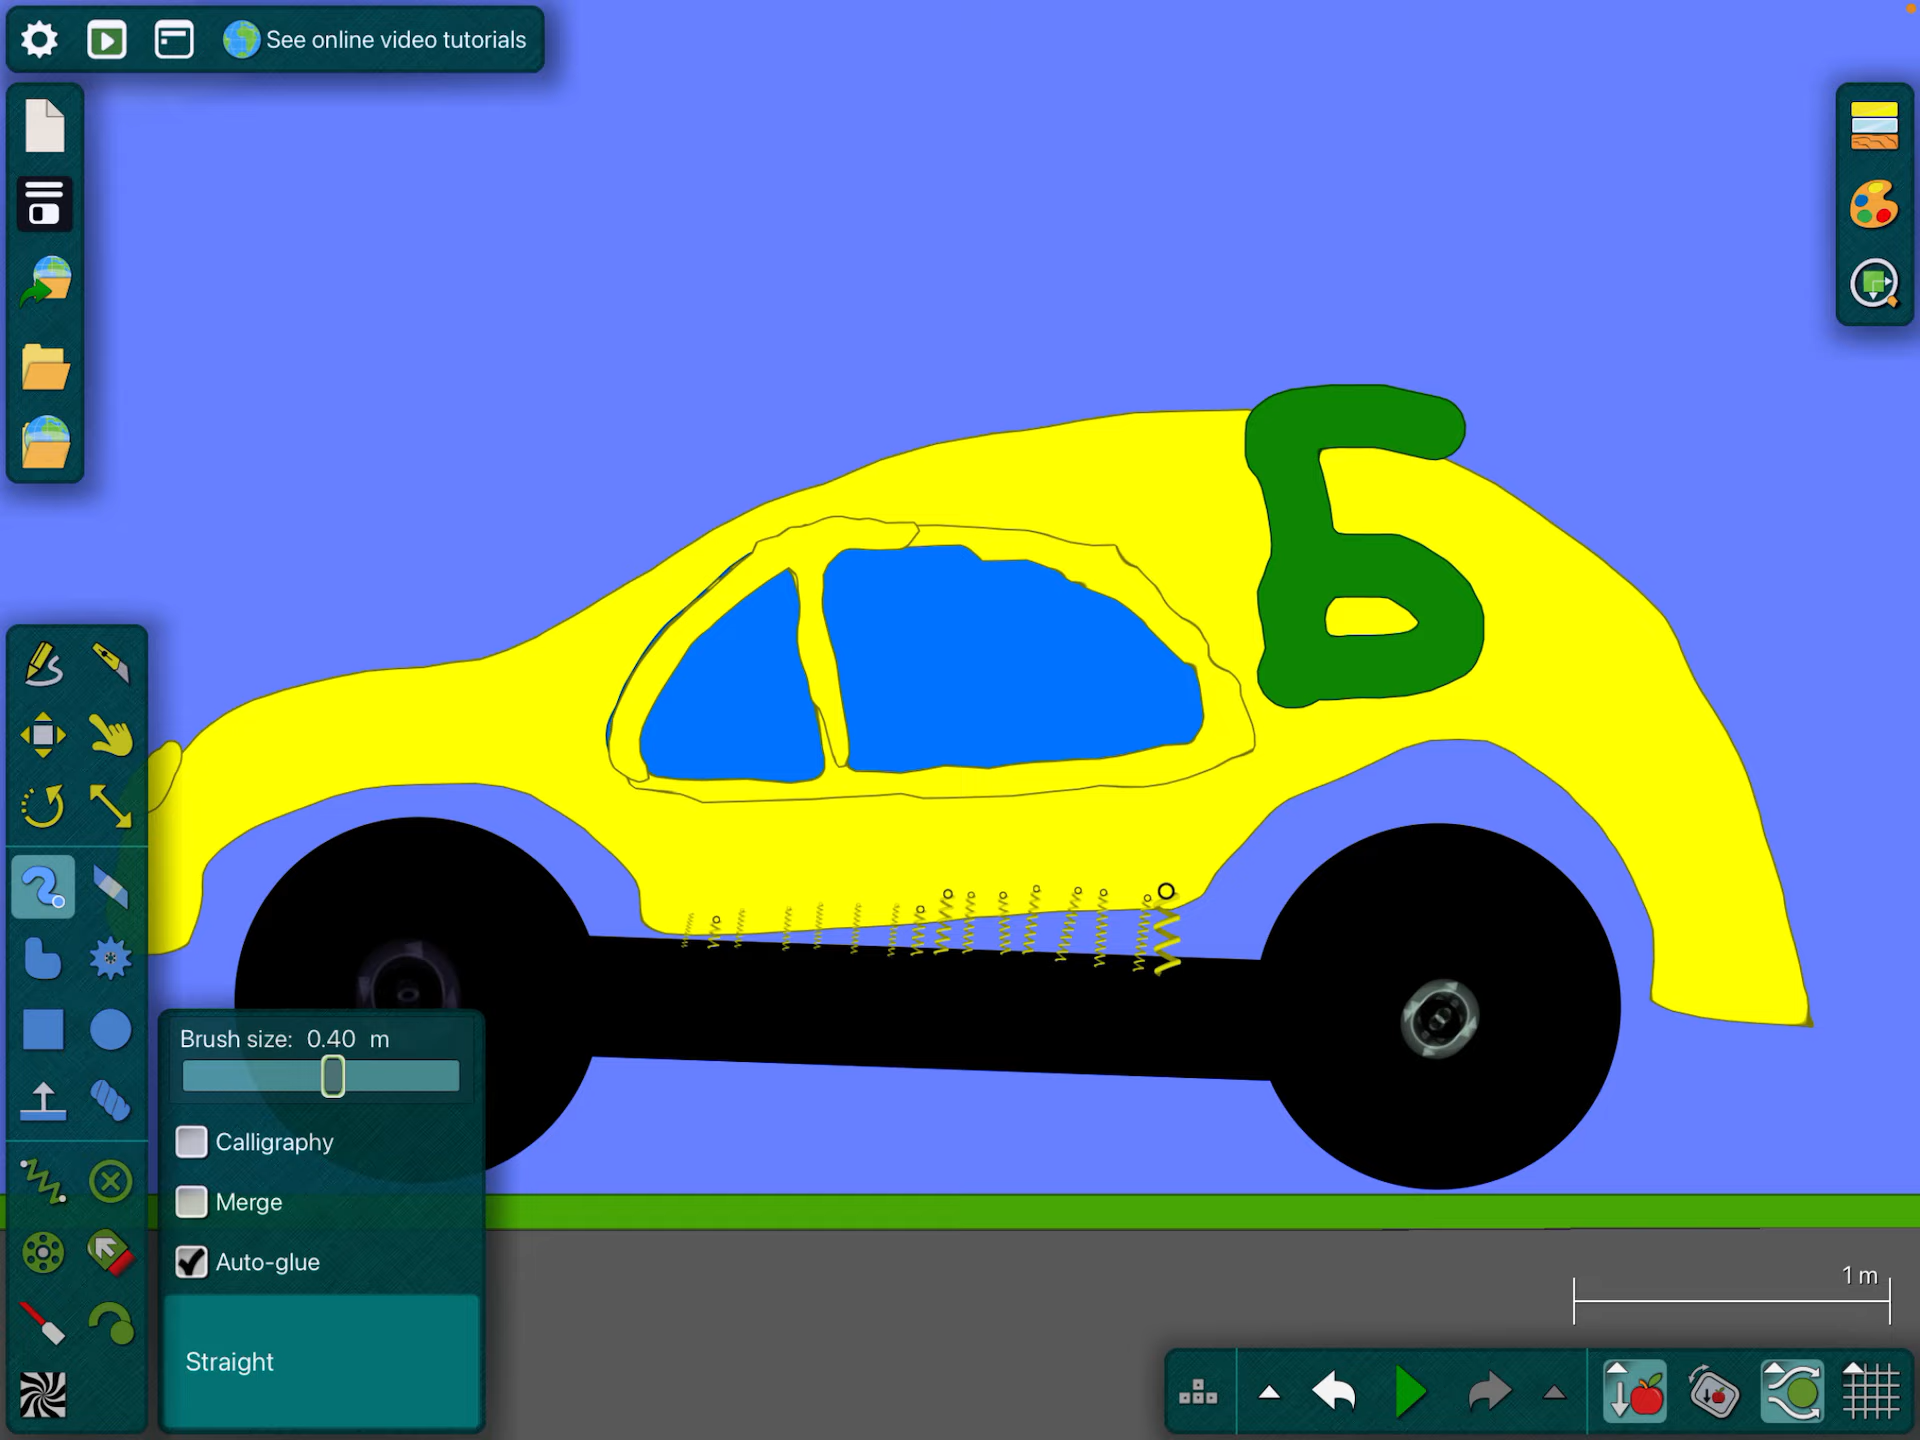 See online video tutorials
Б
Brush size: 0.40 m
Calligraphy
Merge
Auto-glue
Straight
1 m